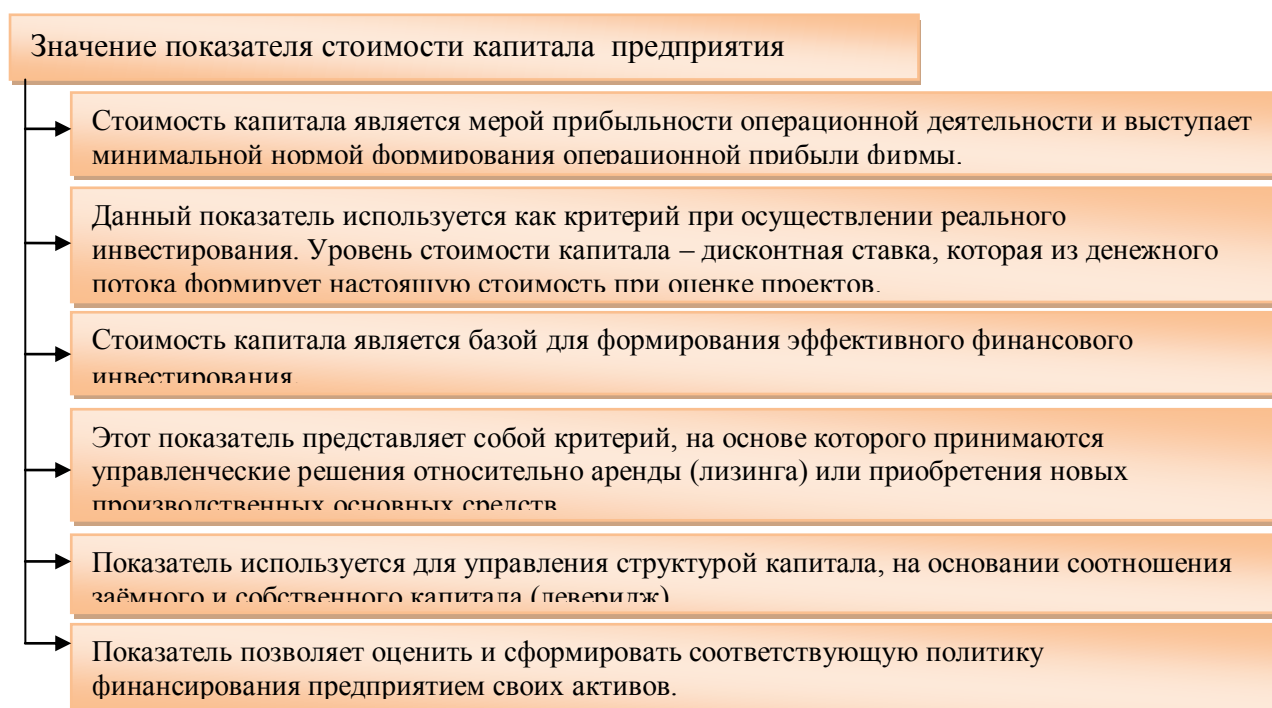 Значение показателя стоимости капитала предприятия
Стоимость капитала является мерой прибыльности операционной деятельности и выступает
минимальной нормой формирования операционной прибыли фирмы.
Данный показатель используется как критерий при осуществлении реального
инвестирования. Уровень стоимости капитала – дисконтная ставка, которая из денежного
потока формирует настоящую стоимость при оценке проектов.
Стоимость капитала является базой для формирования эффективного финансового
инвестирования.
Этот показатель представляет собой критерий, на основе которого принимаются
управленческие решения относительно аренды (лизинга) или приобретения новых
производственных основных средств
Показатель используется для управления структурой капитала, на основании соотношения
заёмного и собственного капитала (леверидж)
Показатель позволяет оценить и сформировать соответствующую политику
финансирования предприятием своих активов.